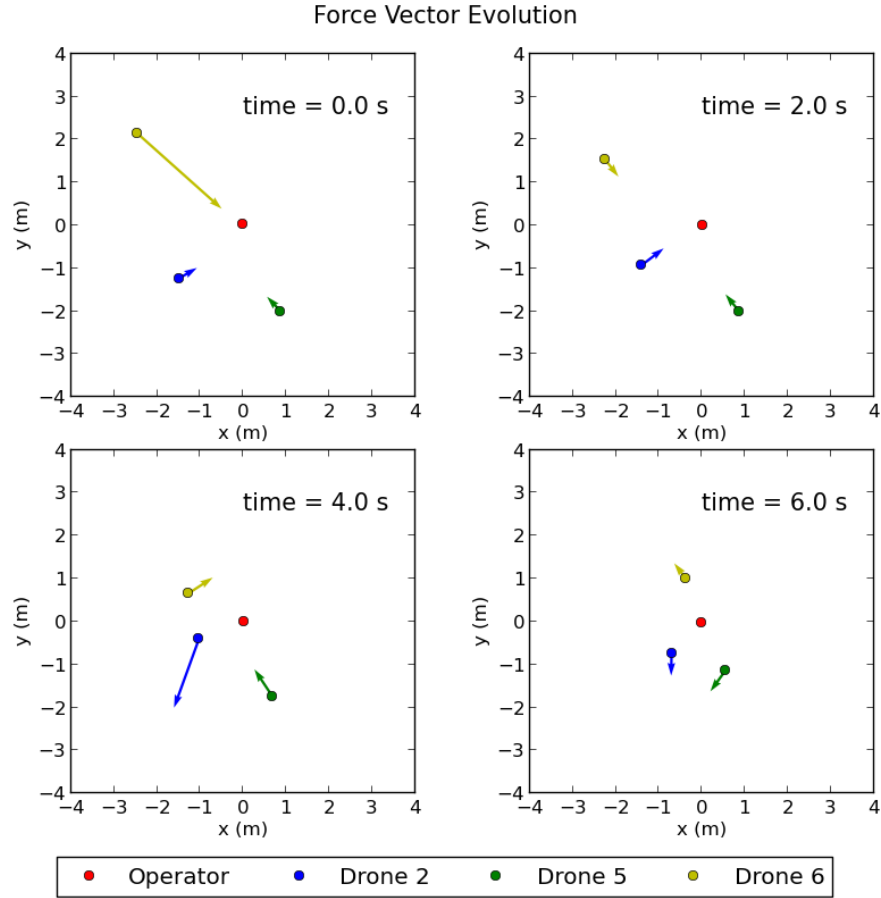 Force Vector Evolution
4
3
2
1
0
−1
−2
−3
−4
y (m)
time = 0.0 s
−4 −3 −2 −1 0 1 2 3 4
x (m)
4
3
2
1
0
−1
−2
−3
−4
y (m)
time = 2.0 s
−4 −3 −2 −1 0 1 2 3 4
x (m)
4
3
2
1
0
−1
−2
−3
−4
y (m)
time = 4.0 s
−4 −3 −2 −1 0 1 2 3 4
x (m)
4
3
2
1
0
−1
−2
−3
−4
y (m)
time = 6.0 s
−4 −3 −2 −1 0 1 2 3 4
x (m)
Operator Drone 2 Drone 5 Drone 6